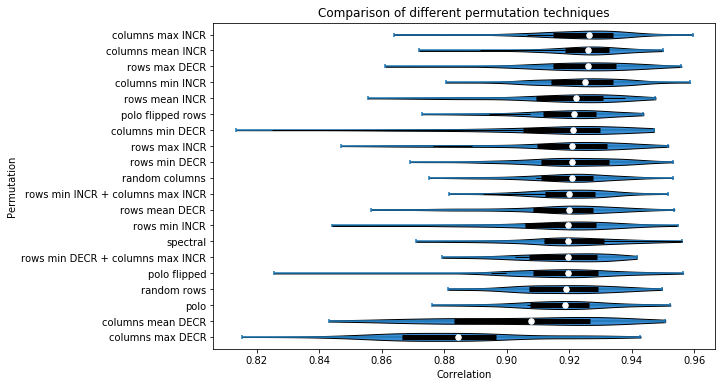 Comparison of different permutation techniques
Permutation
columns max INCR
columns mean INCR
rows max DECR
columns min INCR
rows mean INCR
polo flipped rows
columns min DECR
rows max INCR
rows min DECR
random columns
rows min INCR + columns max INCR
rows mean DECR
rows min INCR
spectral
rows min DECR + columns max INCR
polo flipped
random rows
polo
columns mean DECR
columns max DECR
0.82 0.84 0.86 0.88 0.90 0.92 0.94 0.96
Correlation